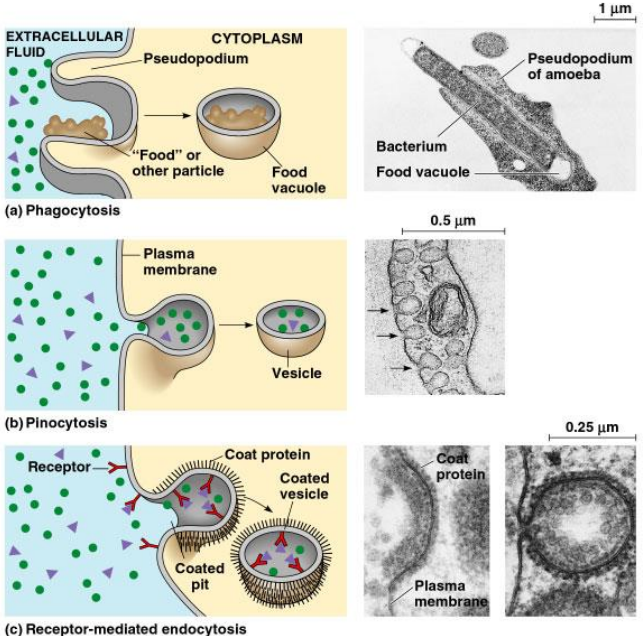 1 μm
EXTRACELLULAR
FLUID
CYTOPLASM
Pseudopodium
"Food" or
other particle
Food
vacuole
Pseudopodium
of amoeba
Bacterium
Food vacuole
(a) Phagocytosis
0.5 μm
Plasma
membrane
Vesicle
(b) Pinocytosis
0.25 μm
Receptor
Coat protein
Coated
vesicle
Coated
pit
Coat
protein
Plasma
membrane
(c) Receptor-mediated endocytosis